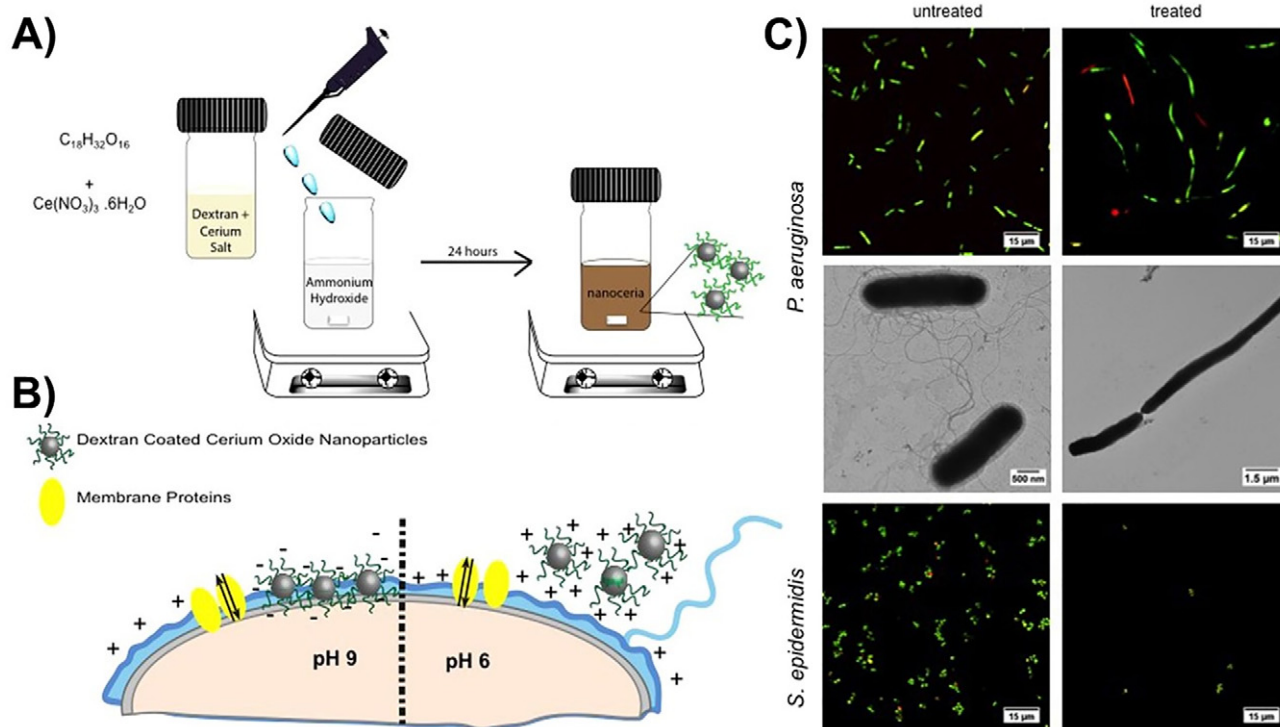 A)
C₁₈H₃₂O₁₆
+
Ce(NO₃)₃ .6H₂O
Dextran +
Cerium
Salt
Ammonium
Hydroxide
24 hours
nanoceria
B)
Dextran Coated Cerium Oxide Nanoparticles
Membrane Proteins
- - - - - - -
+ + + + + + + + + + + + + + +
pH 9
pH 6
C)
untreated
treated
P. aeruginosa
15 µm
15 µm
500 nm
1.5 µm
S. epidermidis
15 µm
15 µm